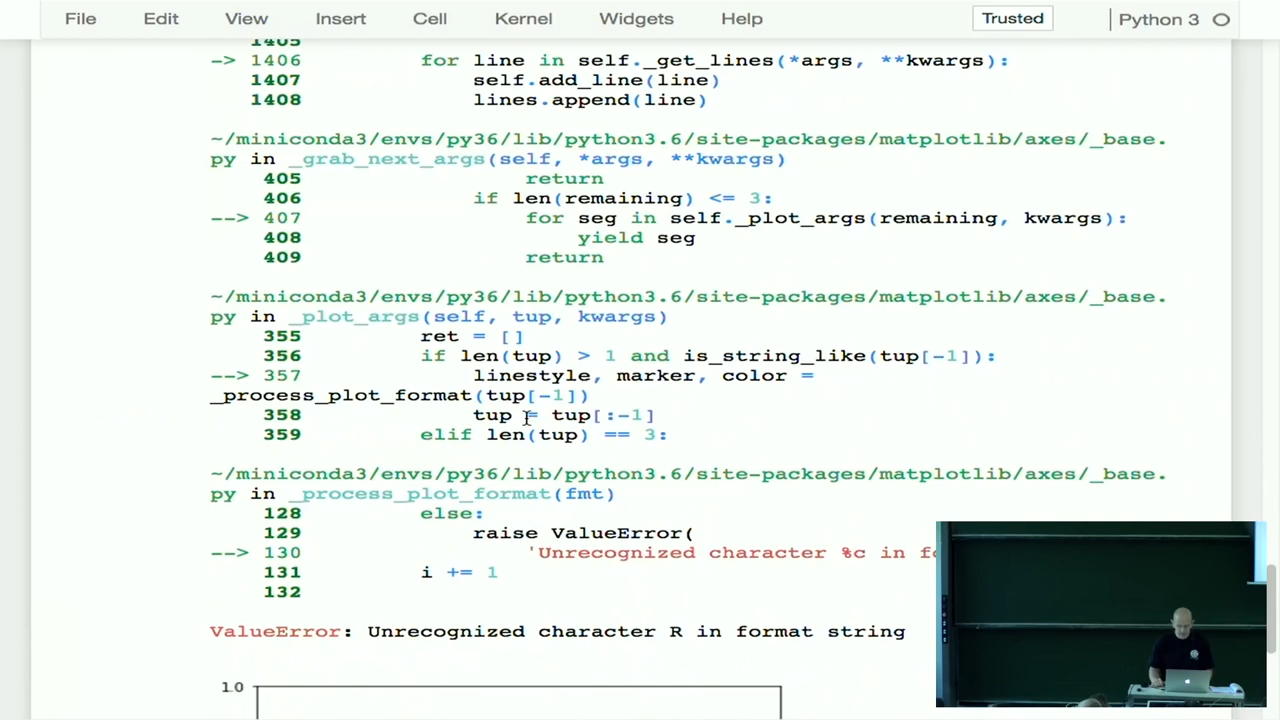 File Edit View Insert Cell Kernel Widgets Help Trusted Python 3
1405
-> 1406 for line in self._get_lines(*args, **kwargs):
1407 self.add_line(line)
1408 lines.append(line)
~/miniconda3/envs/py36/lib/python3.6/site-packages/matplotlib/axes/_base.
py in _grab_next_args(self, *args, **kwargs)
405 return
406 if len(remaining) <= 3:
--> 407 for seg in self._plot_args(remaining, kwargs):
408 yield seg
409 return
~/miniconda3/envs/py36/lib/python3.6/site-packages/matplotlib/axes/_base.
py in _plot_args(self, tup, kwargs)
355 ret = []
356 if len(tup) > 1 and is_string_like(tup[-1]):
--> 357 linestyle, marker, color =
_process_plot_format(tup[-1])
358 tup = tup[:-1]
359 elif len(tup) == 3:
~/miniconda3/envs/py36/lib/python3.6/site-packages/matplotlib/axes/_base.
py in _process_plot_format(fmt)
128 else:
129 raise ValueError(
--> 130 'Unrecognized character %c in
131 i += 1
132
ValueError: Unrecognized character R in format string
1.0